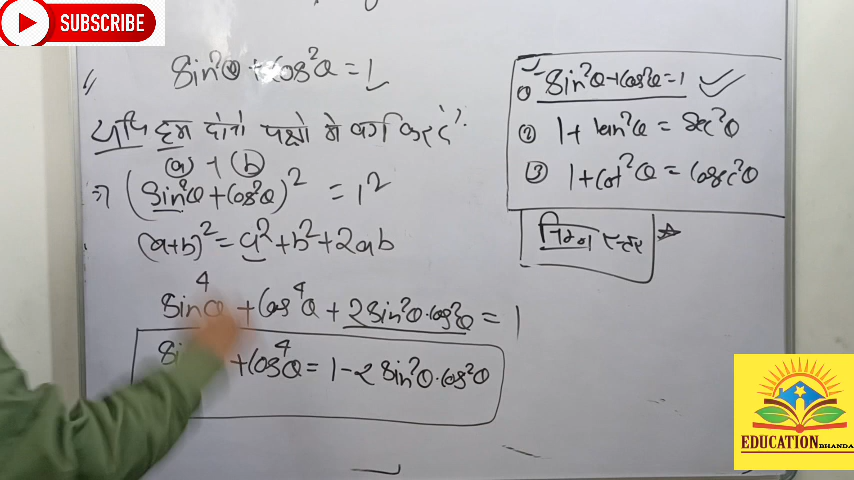 SUBSCRIBE
sin²θ + cos²θ = 1
यदि हम दोनों पक्षों में वर्ग कर दें:
(a) + (b)
⇒ (sin²θ + cos²θ)² = 1²
(a+b)² = a² + b² + 2ab
sin⁴θ + cos⁴θ + 2sin²θ·cos²θ = 1
+ cos⁴θ = 1 - 2 sin²θ·cos²θ
① sin²θ + cos²θ = 1
② 1 + tan²θ = sec²θ
③ 1 + cot²θ = cosec²θ
निम्न स्तर
EDUCATION BHANDA